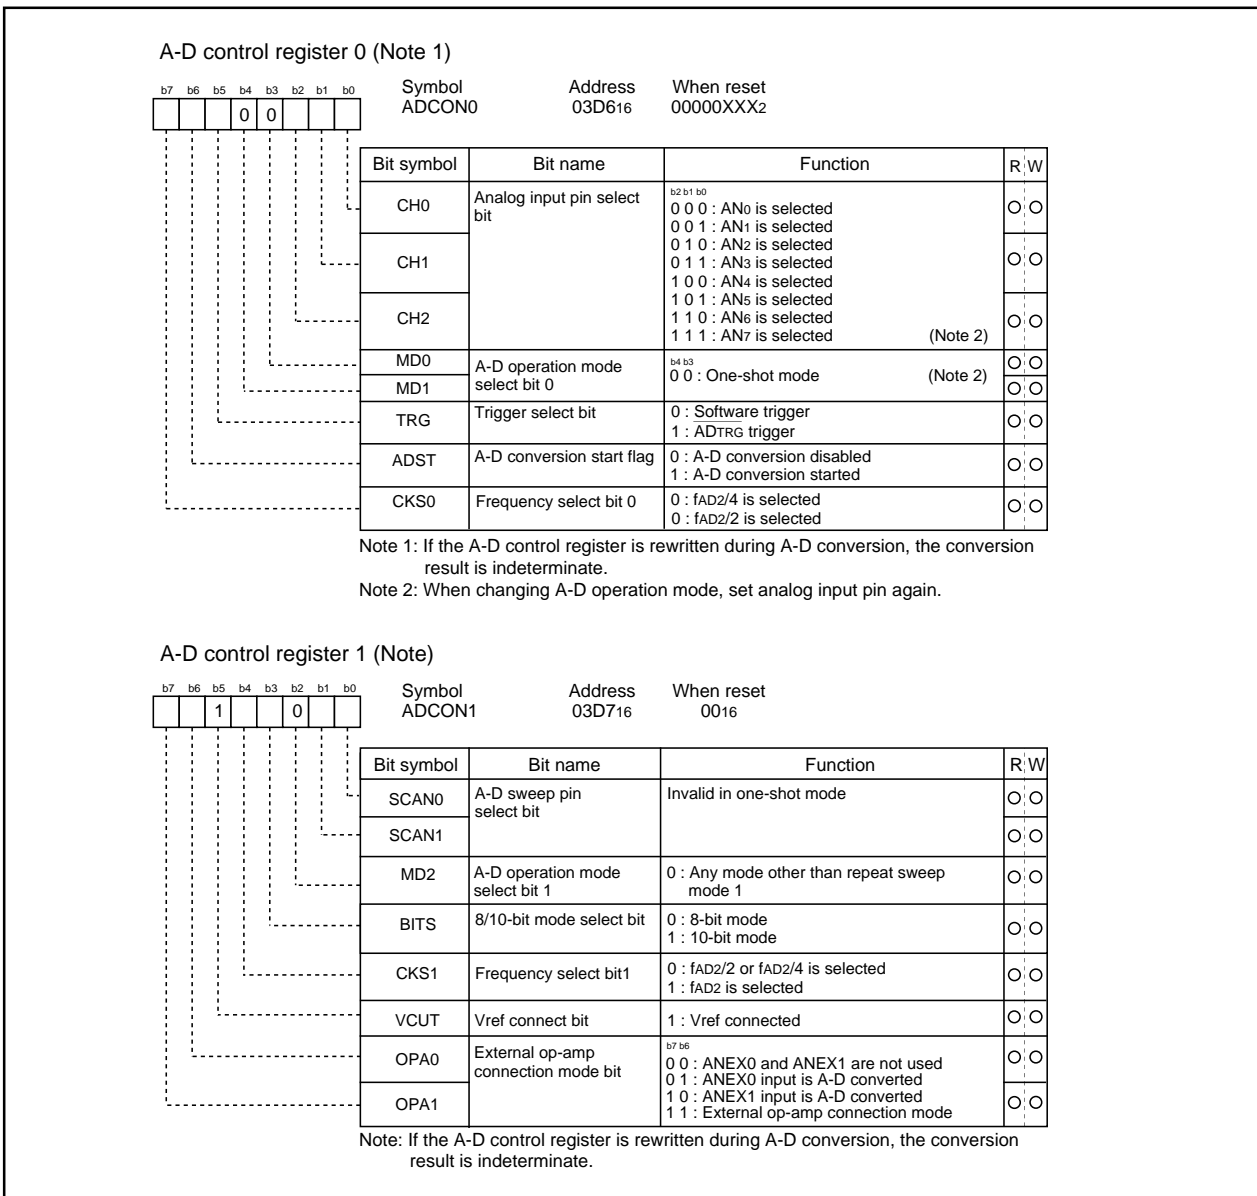 A-D control register 0 (Note 1)
b7 b6 b5 b4 b3 b2 b1 b0
0 0
Symbol Address When reset
ADCON0 03D616 00000XXX2
Bit symbol Bit name Function R W
CH0 Analog input pin select bit
b2 b1 b0
0 0 0 : AN0 is selected
0 0 1 : AN1 is selected
0 1 0 : AN2 is selected
0 1 1 : AN3 is selected
CH1
1 0 0 : AN4 is selected
1 0 1 : AN5 is selected
CH2
1 1 0 : AN6 is selected
1 1 1 : AN7 is selected (Note 2)
MD0
MD1
A-D operation mode
select bit 0
b4 b3
0 0 : One-shot mode (Note 2)
TRG Trigger select bit
0 : Software trigger
1 : ADTRG trigger
ADST A-D conversion start flag
0 : A-D conversion disabled
1 : A-D conversion started
CKS0 Frequency select bit 0
0 : fAD2/4 is selected
0 : fAD2/2 is selected
Note 1: If the A-D control register is rewritten during A-D conversion, the conversion
result is indeterminate.
Note 2: When changing A-D operation mode, set analog input pin again.
A-D control register 1 (Note)
b7 b6 b5 b4 b3 b2 b1 b0
1 0
Symbol Address When reset
ADCON1 03D716 0016
Bit symbol Bit name Function R W
SCAN0
SCAN1
A-D sweep pin
select bit
Invalid in one-shot mode
MD2
A-D operation mode
select bit 1
0 : Any mode other than repeat sweep
mode 1
BITS 8/10-bit mode select bit
0 : 8-bit mode
1 : 10-bit mode
CKS1 Frequency select bit1
0 : fAD2/2 or fAD2/4 is selected
1 : fAD2 is selected
VCUT Vref connect bit 1 : Vref connected
OPA0
OPA1
External op-amp
connection mode bit
b7 b6
0 0 : ANEX0 and ANEX1 are not used
0 1 : ANEX0 input is A-D converted
1 0 : ANEX1 input is A-D converted
1 1 : External op-amp connection mode
Note: If the A-D control register is rewritten during A-D conversion, the conversion
result is indeterminate.